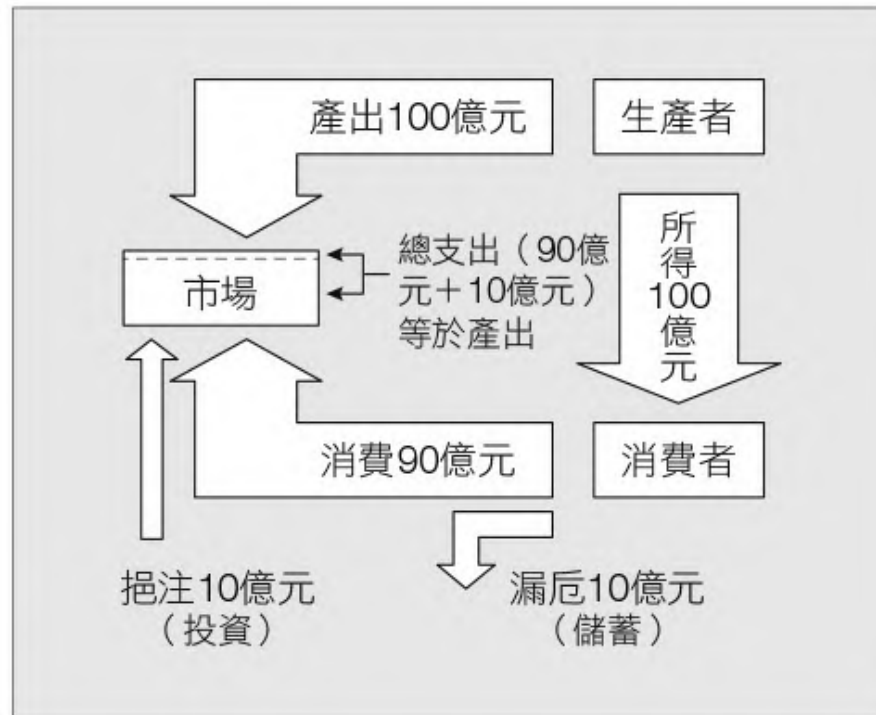 產出100億元
生產者
總支出（90億
元＋10億元）
等於產出
市場
所
得
100
億
元
消費90億元
消費者
挹注10億元
（投資）
漏卮10億元
（儲蓄）